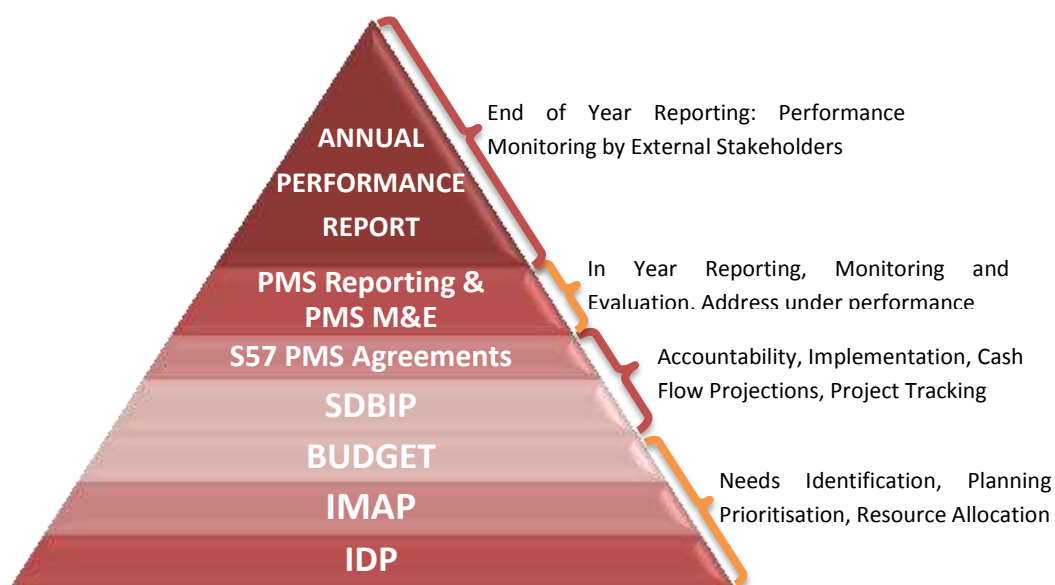 ANNUAL
PERFORMANCE
REPORT
End of Year Reporting: Performance
Monitoring by External Stakeholders
PMS Reporting &
PMS M&E
In Year Reporting, Monitoring and
Evaluation. Address under performance
S57 PMS Agreements
Accountability, Implementation, Cash
Flow Projections, Project Tracking
SDBIP
BUDGET
Needs Identification, Planning
Prioritisation, Resource Allocation
IMAP
IDP